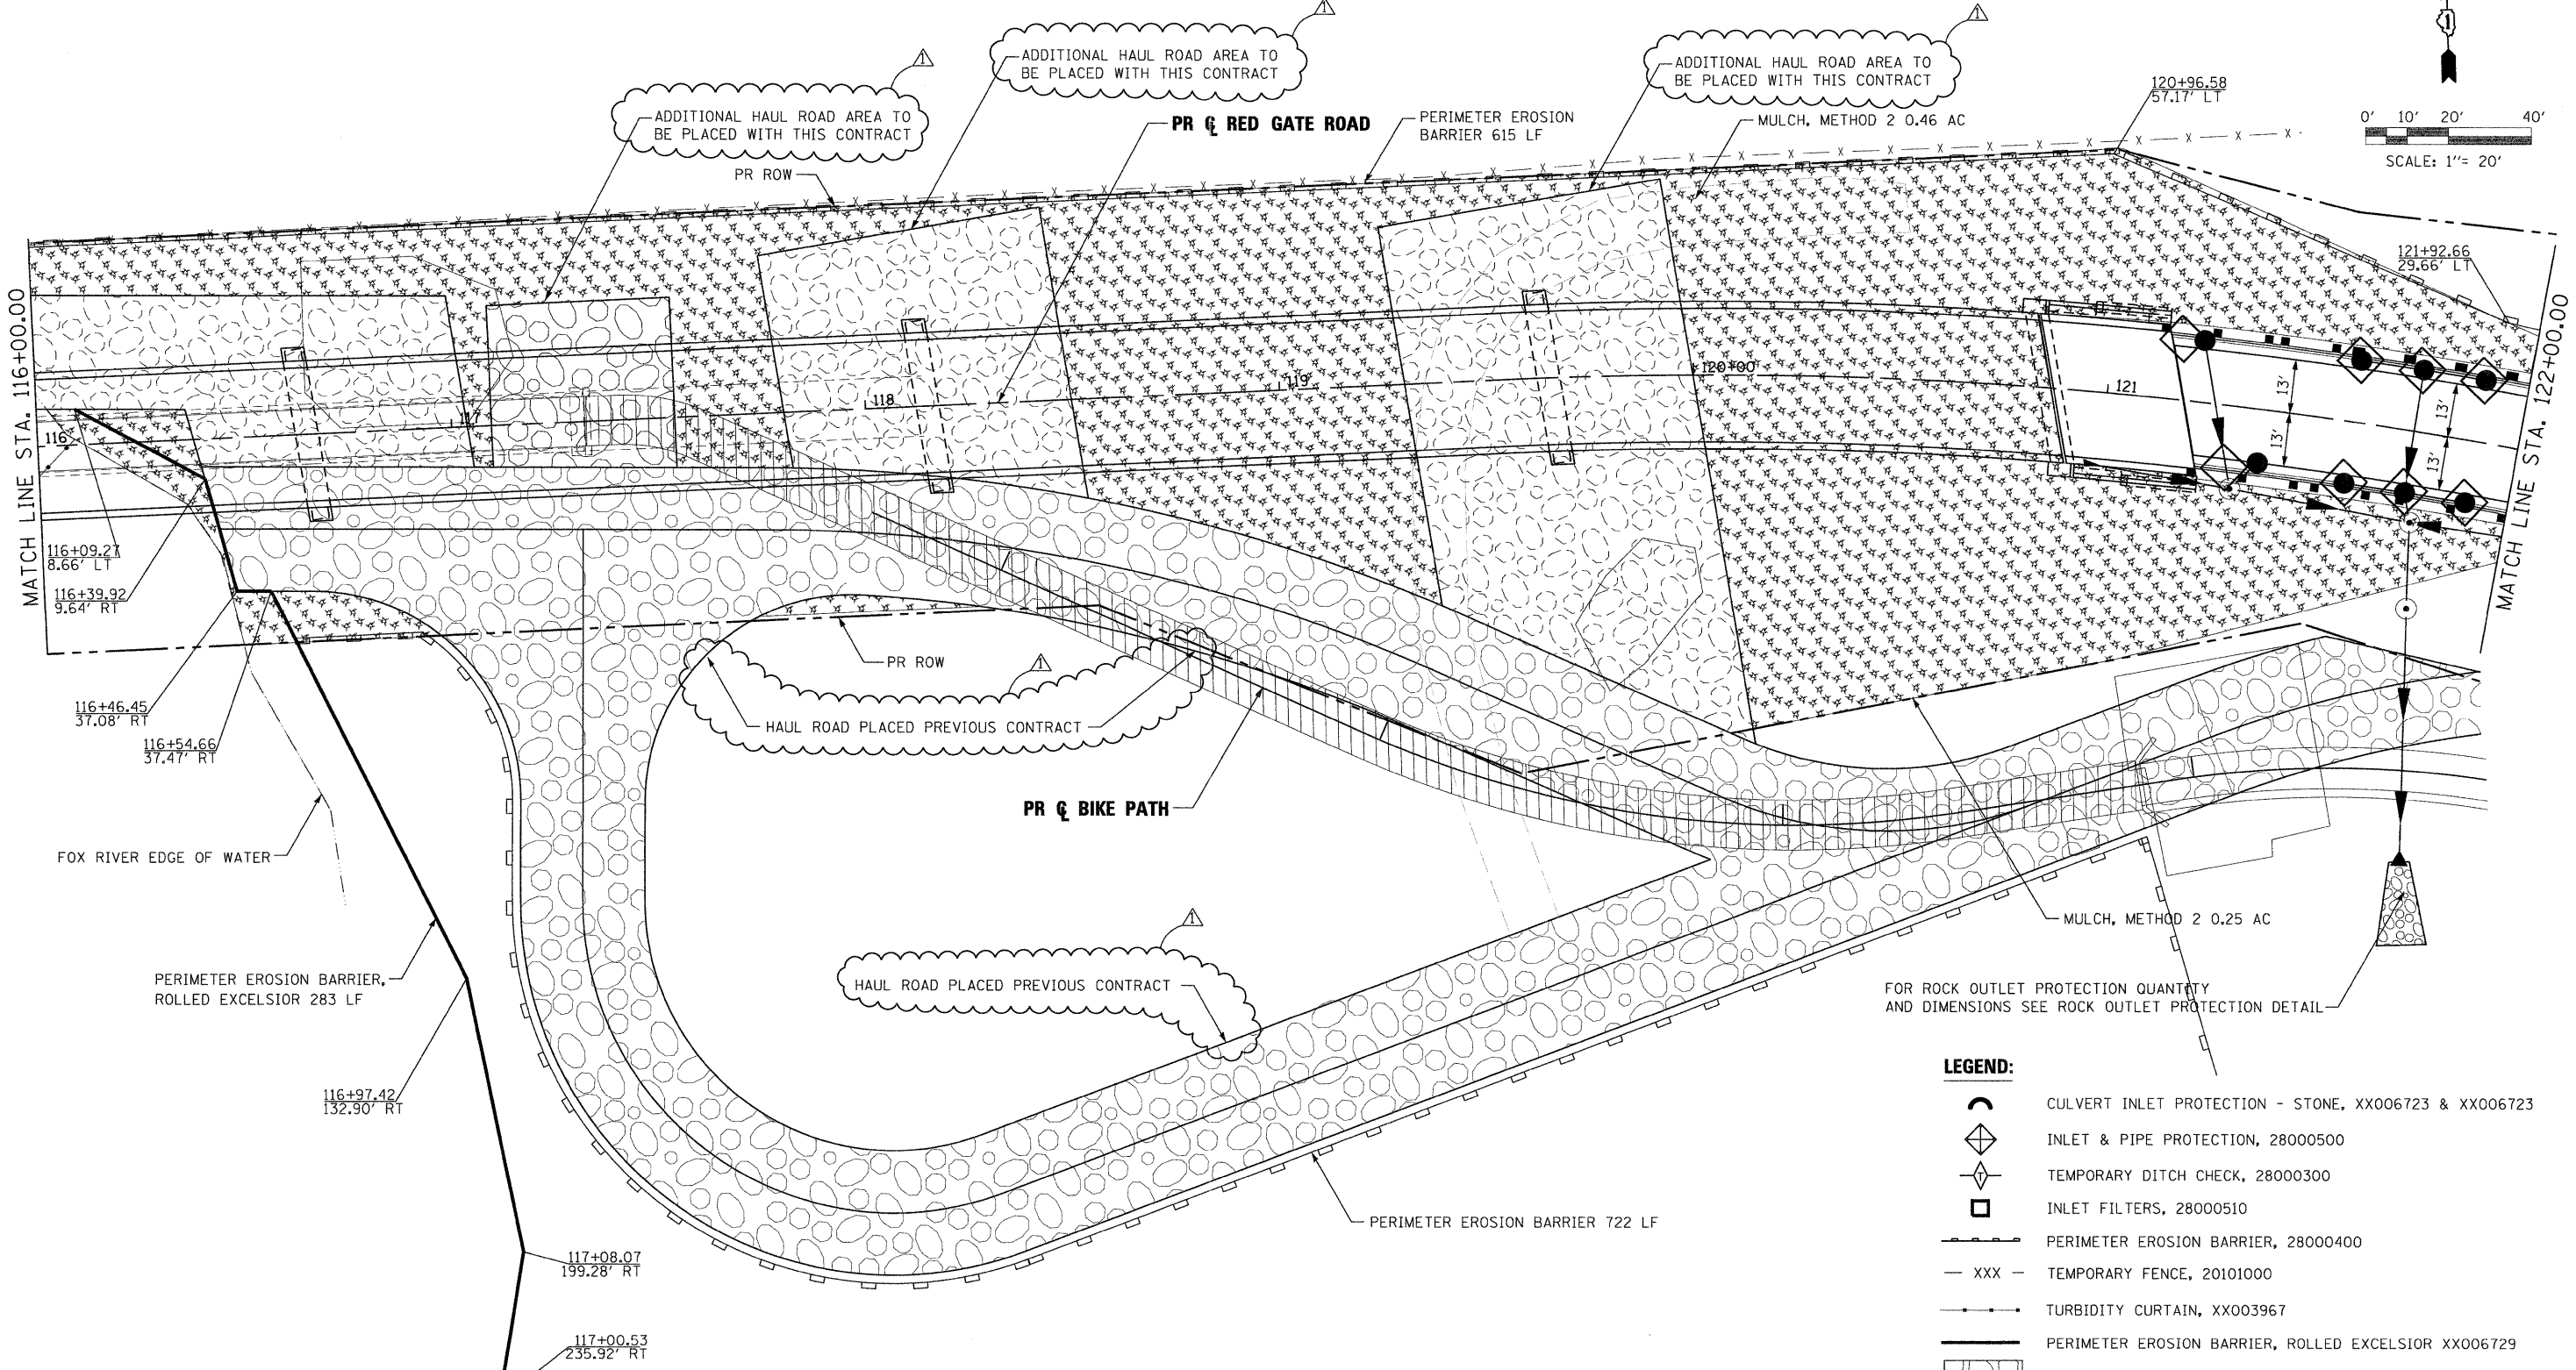 1
1
1
ADDITIONAL HAUL ROAD AREA TO
BE PLACED WITH THIS CONTRACT
ADDITIONAL HAUL ROAD AREA TO
BE PLACED WITH THIS CONTRACT
ADDITIONAL HAUL ROAD AREA TO
BE PLACED WITH THIS CONTRACT
1
120+96.58
57.17' LT
0' 10' 20' 40'
SCALE: 1"= 20'
PR ℄ RED GATE ROAD
PERIMETER EROSION
BARRIER 615 LF
MULCH, METHOD 2 0.46 AC
PR ROW
X X X X X
121+92.66
29.66' LT
MATCH LINE STA. 116+00.00
MATCH LINE STA. 122+00.00
116
117
118
119
120+00
121
13'
13'
13'
13'
116+09.27
8.66' LT
116+39.92
9.64' RT
116+46.45
37.08' RT
116+54.66
37.47' RT
PR ROW
1
HAUL ROAD PLACED PREVIOUS CONTRACT
PR ℄ BIKE PATH
FOX RIVER EDGE OF WATER
MULCH, METHOD 2 0.25 AC
PERIMETER EROSION BARRIER,
ROLLED EXCELSIOR 283 LF
1
HAUL ROAD PLACED PREVIOUS CONTRACT
FOR ROCK OUTLET PROTECTION QUANTITY
AND DIMENSIONS SEE ROCK OUTLET PROTECTION DETAIL
116+97.42
132.90' RT
PERIMETER EROSION BARRIER 722 LF
117+08.07
199.28' RT
117+00.53
235.92' RT
LEGEND:
CULVERT INLET PROTECTION - STONE, XX006723 & XX006723
INLET & PIPE PROTECTION, 28000500
T TEMPORARY DITCH CHECK, 28000300
INLET FILTERS, 28000510
PERIMETER EROSION BARRIER, 28000400
XXX TEMPORARY FENCE, 20101000
TURBIDITY CURTAIN, XX003967
PERIMETER EROSION BARRIER, ROLLED EXCELSIOR XX006729